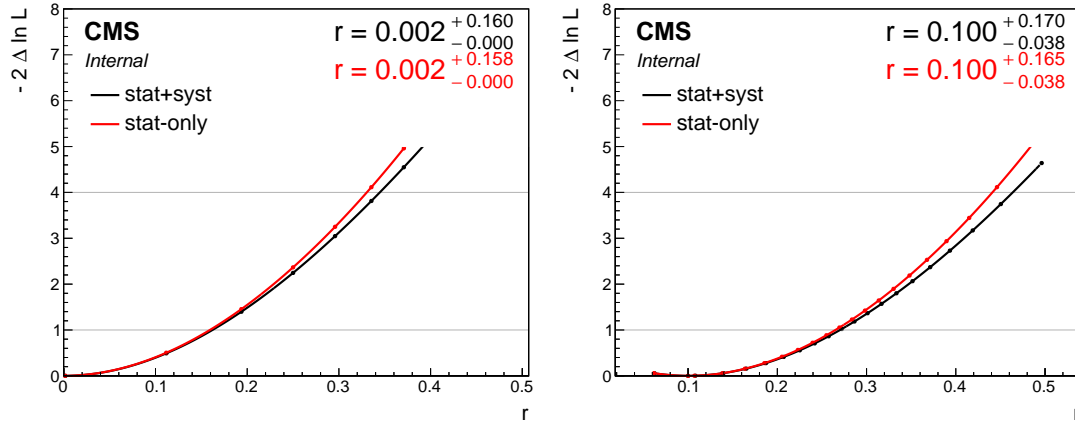 - 2 Δ ln L
8
7
6
5
4
3
2
1
0
CMS
Internal
r = 0.002 + 0.160 − 0.000
r = 0.002 + 0.158 − 0.000
stat+syst
stat-only
0 0.1 0.2 0.3 0.4 0.5
r
- 2 Δ ln L
8
7
6
5
4
3
2
1
0
CMS
Internal
r = 0.100 + 0.170 − 0.038
r = 0.100 + 0.165 − 0.038
stat+syst
stat-only
0.1 0.2 0.3 0.4 0.5